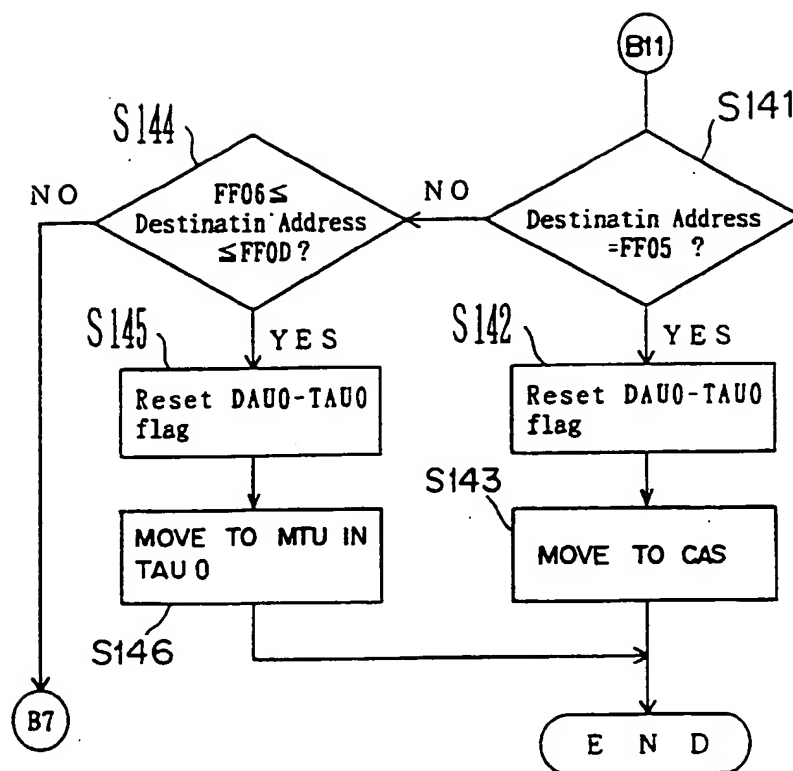 B11
S141
Destinatin Address
=FF05 ?
NO
YES
S142
Reset DAU0-TAU0
flag
S143
MOVE TO CAS
S144
FF06≤
Destinatin Address
≤FF0D?
NO
YES
S145
Reset DAU0-TAU0
flag
MOVE TO MTU IN
TAU 0
S146
B7
E N D